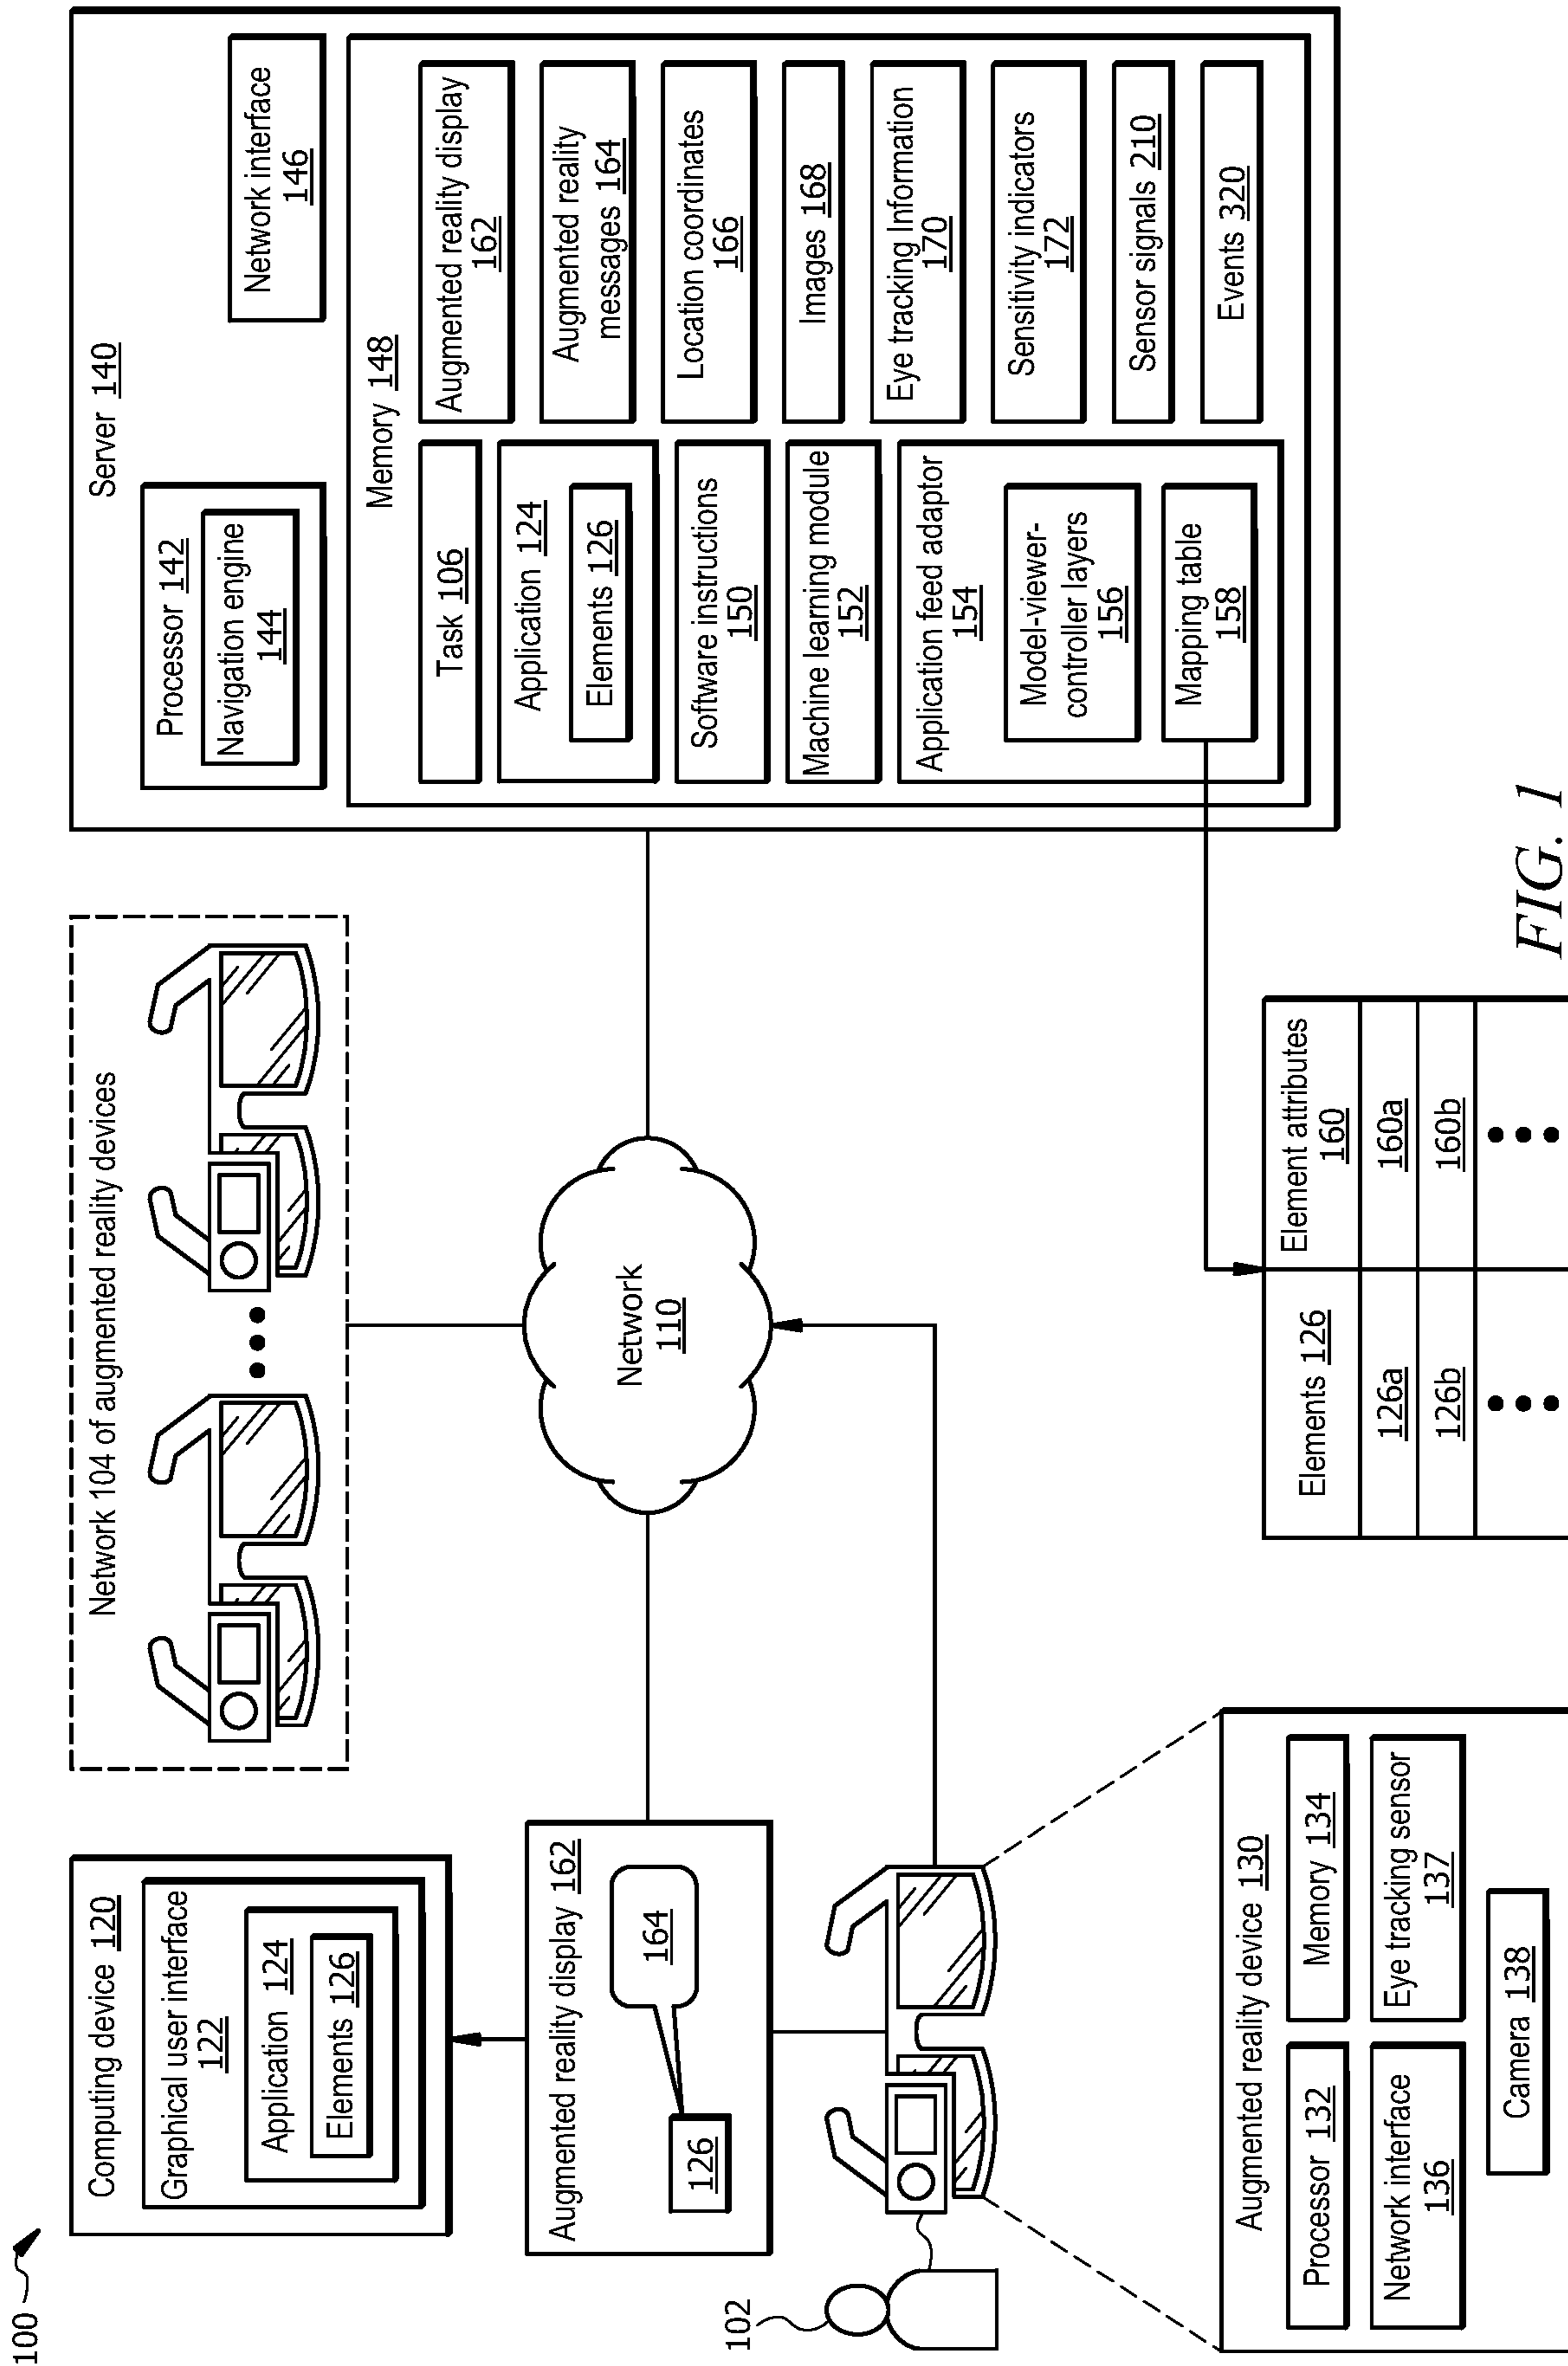 100
Computing device 120
Graphical user interface
122
Application 124
Elements 126
Network 104 of augmented reality devices
Server 140
Processor 142
Navigation engine
144
Network interface
146
Memory 148
Task 106
Application 124
Elements 126
Software instructions
150
Machine learning module
152
Application feed adaptor
154
Model-viewer-
controller layers
156
Mapping table
158
Augmented reality display
162
Augmented reality
messages 164
Location coordinates
166
Images 168
Eye tracking Information
170
Sensitivity indicators
172
Sensor signals 210
Events 320
Augmented reality display 162
164
126
Network
110
102
Augmented reality device 130
Processor 132
Memory 134
Network interface
136
Eye tracking sensor
137
Camera 138
Elements 126
Element attributes
160
126a
160a
126b
160b
FIG. 1